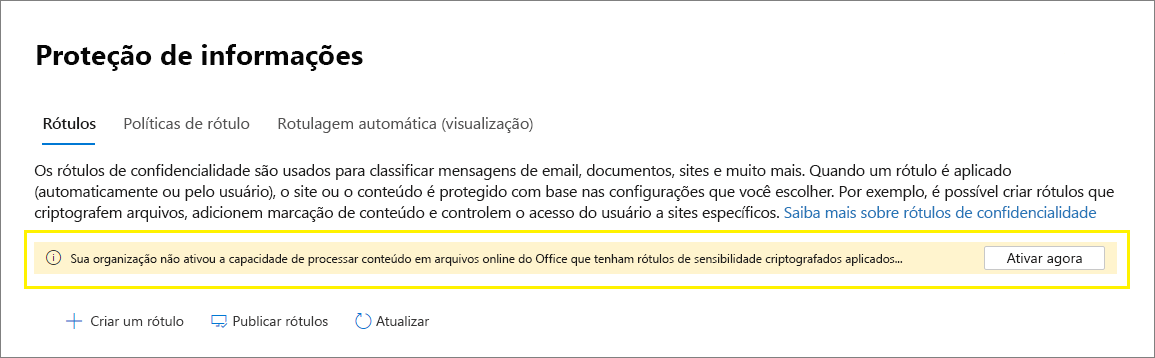 Proteção de informações
Rótulos Políticas de rótulo Rotulagem automática (visualização)
Os rótulos de confidencialidade são usados para classificar mensagens de email, documentos, sites e muito mais. Quando um rótulo é aplicado
(automaticamente ou pelo usuário), o site ou o conteúdo é protegido com base nas configurações que você escolher. Por exemplo, é possível criar rótulos que
criptografem arquivos, adicionem marcação de conteúdo e controlem o acesso do usuário a sites específicos. Saiba mais sobre rótulos de confidencialidade
Sua organização não ativou a capacidade de processar conteúdo em arquivos online do Office que tenham rótulos de sensibilidade criptografados aplicados... Ativar agora
Criar um rótulo Publicar rótulos Atualizar